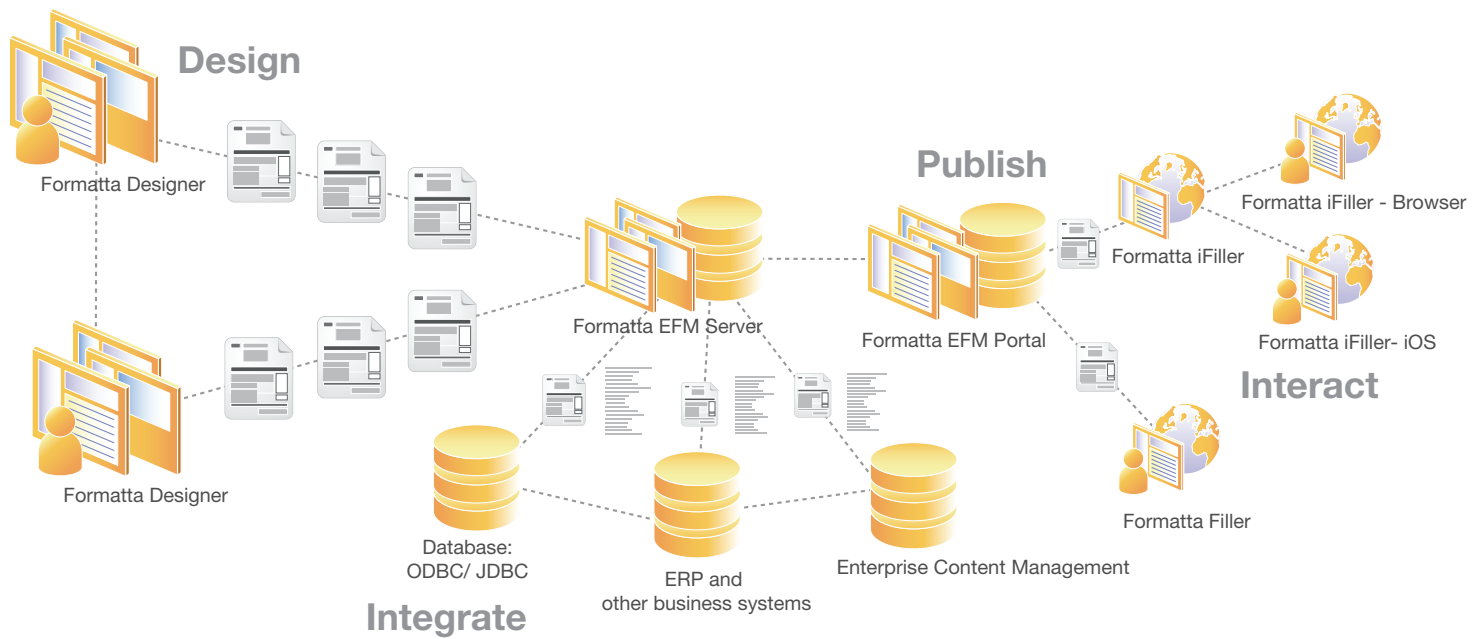 Design
Formatta Designer
Formatta Designer
Formatta EFM Server
Database:
ODBC/ JDBC
ERP and
other business systems
Enterprise Content Management
Integrate
Publish
Formatta EFM Portal
Formatta iFiller
Formatta iFiller - Browser
Formatta iFiller- iOS
Interact
Formatta Filler